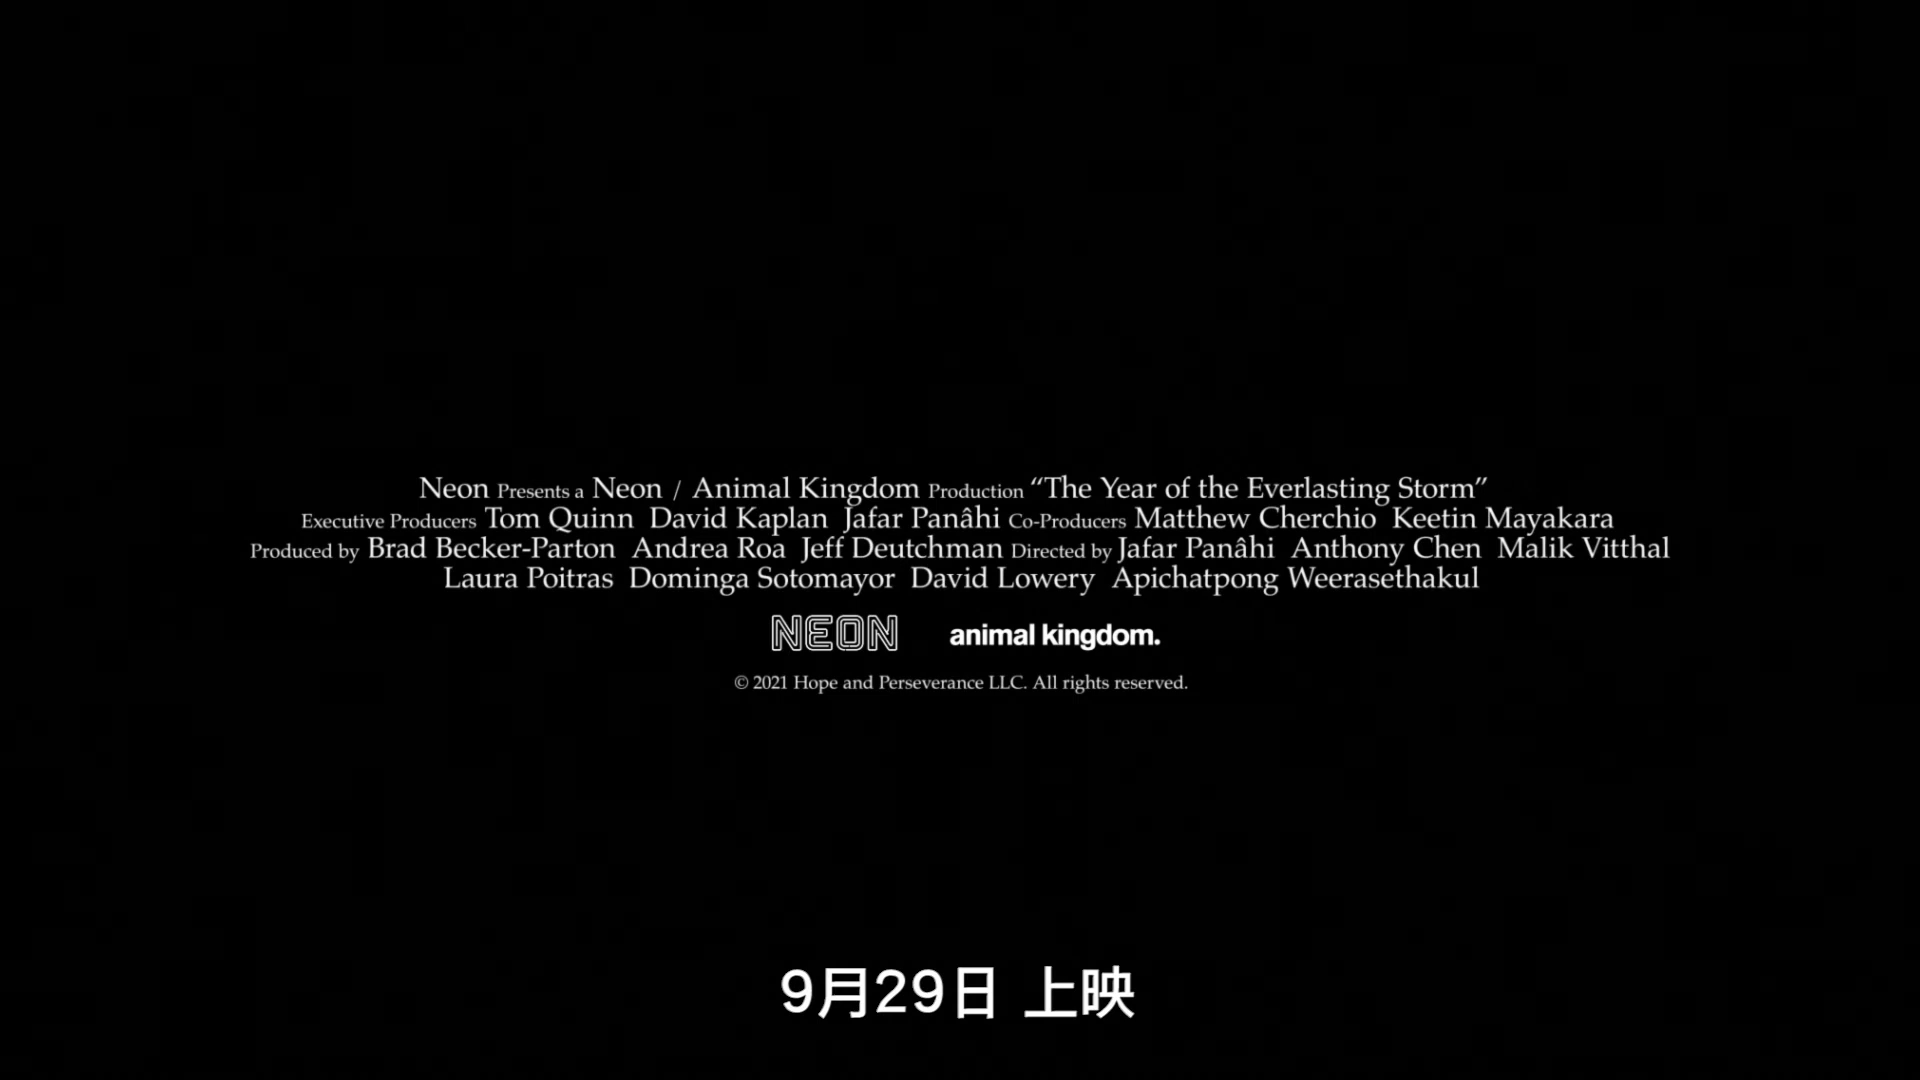 Neon Presents a Neon / Animal Kingdom Production “The Year of the Everlasting Storm”
Executive Producers Tom Quinn David Kaplan Jafar Panâhi Co-Producers Matthew Cherchio Keetin Mayakara
Produced by Brad Becker-Parton Andrea Roa Jeff Deutchman Directed by Jafar Panâhi Anthony Chen Malik Vitthal
Laura Poitras Dominga Sotomayor David Lowery Apichatpong Weerasethakul
NEON animal kingdom.
© 2021 Hope and Perseverance LLC. All rights reserved.
9月29日 上映